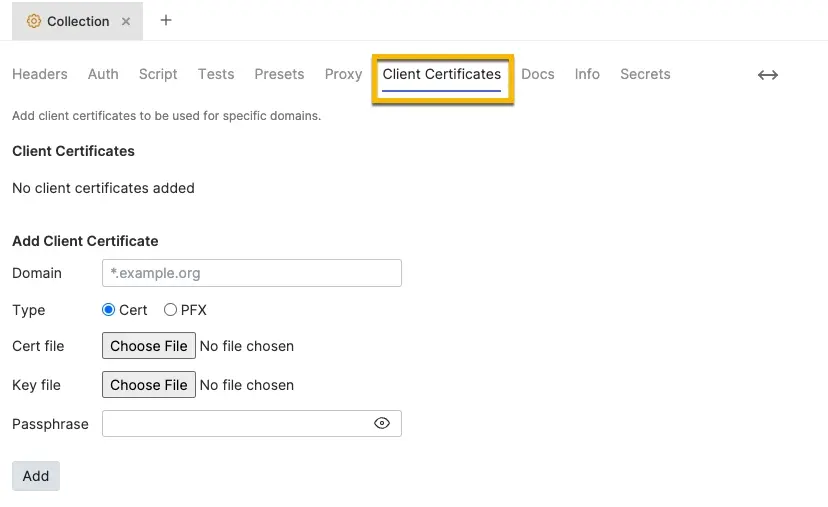 Collection
Headers Auth Script Tests Presets Proxy Client Certificates Docs Info Secrets
Add client certificates to be used for specific domains.
Client Certificates
No client certificates added
Add Client Certificate
Domain *.example.org
Type Cert PFX
Cert file Choose File No file chosen
Key file Choose File No file chosen
Passphrase
Add